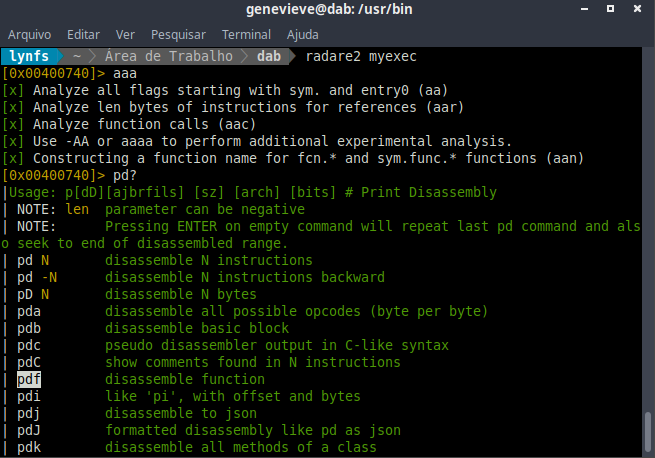 genevieve@dab: /usr/bin
Arquivo Editar Ver Pesquisar Terminal Ajuda
lynfs ~ Área de Trabalho dab radare2 myexec
[0x00400740]> aaa
[x] Analyze all flags starting with sym. and entry0 (aa)
[x] Analyze len bytes of instructions for references (aar)
[x] Analyze function calls (aac)
[x] Use -AA or aaaa to perform additional experimental analysis.
[x] Constructing a function name for fcn.* and sym.func.* functions (aan)
[0x00400740]> pd?
|Usage: p[dD][ajbrfils] [sz] [arch] [bits] # Print Disassembly
| NOTE: len  parameter can be negative
| NOTE:      Pressing ENTER on empty command will repeat last pd command and als
o seek to end of disassembled range.
| pd N       disassemble N instructions
| pd -N      disassemble N instructions backward
| pD N       disassemble N bytes
| pda        disassemble all possible opcodes (byte per byte)
| pdb        disassemble basic block
| pdc        pseudo disassembler output in C-like syntax
| pdC        show comments found in N instructions
| pdf        disassemble function
| pdi        like 'pi', with offset and bytes
| pdj        disassemble to json
| pdJ        formatted disassembly like pd as json
| pdk        disassemble all methods of a class